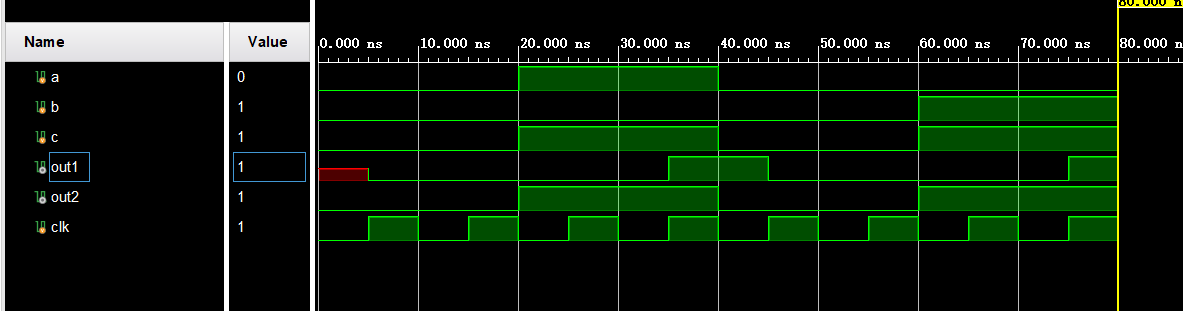 80.000 n
Name Value
0.000 ns 10.000 ns 20.000 ns 30.000 ns 40.000 ns 50.000 ns 60.000 ns 70.000 ns 80.000 n
a 0
b 1
c 1
out1 1
out2 1
clk 1